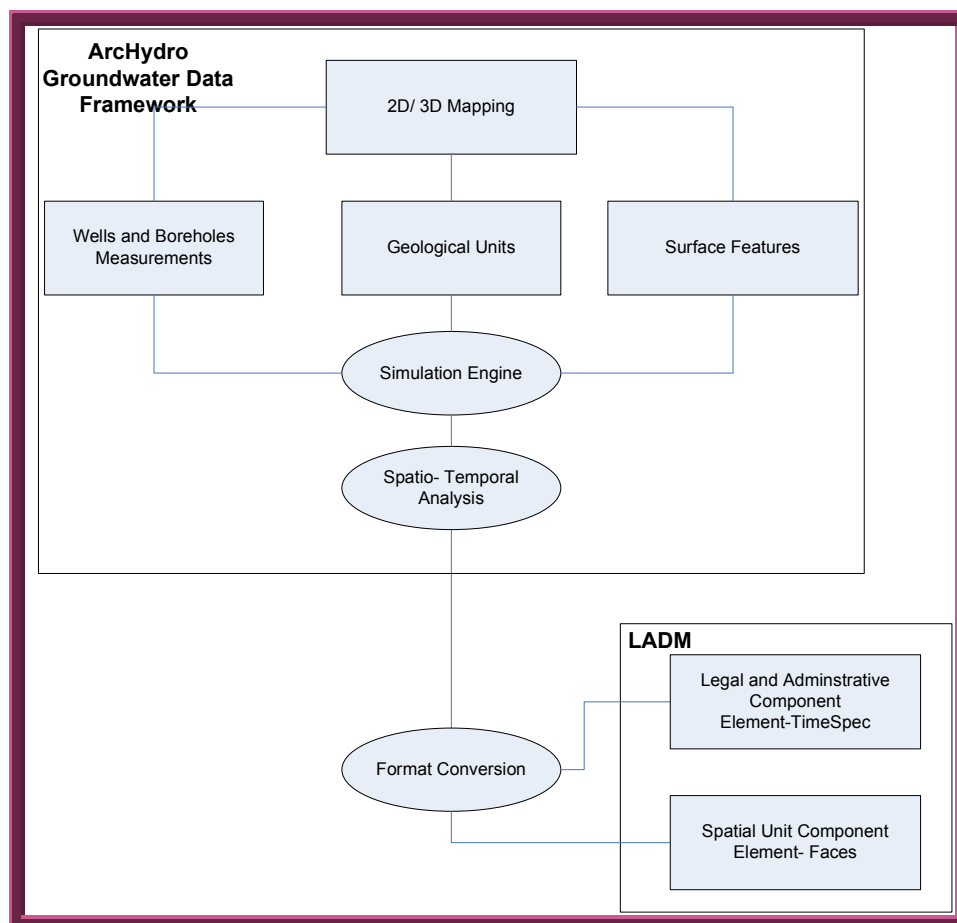 ArcHydro
Groundwater Data
Framework
2D/ 3D Mapping
Wells and Boreholes
Measurements
Geological Units
Surface Features
Simulation Engine
Spatio- Temporal
Analysis
LADM
Legal and Adminstrative
Component
Element-TimeSpec
Format Conversion
Spatial Unit Component
Element- Faces